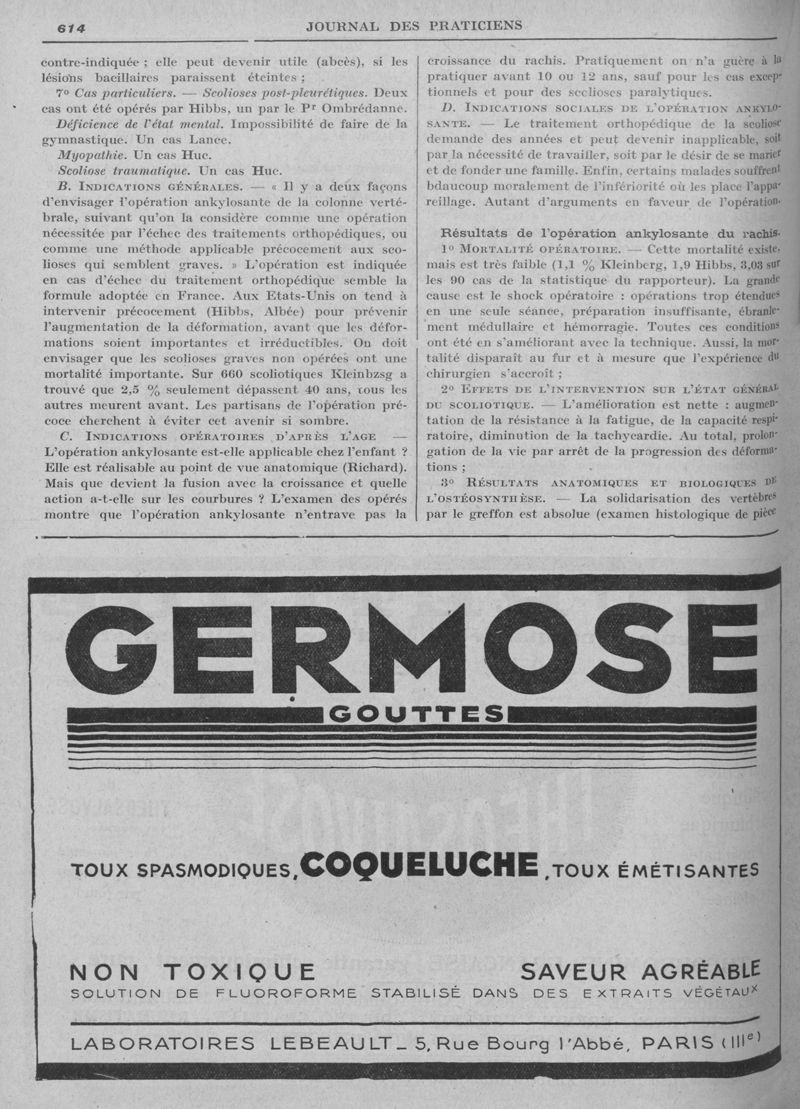 614
JOURNAL DES PRATICIENS
contre-indiquée ; elle peut devenir utile (abcès), si les
lésions bacillaires paraissent éteintes ;
7° Cas particuliers. — Scolioses post-pleurétiques. Deux
cas ont été opérés par Hibbs, un par le Pr Ombrédanne.
Déficience de l'état mental. Impossibilité de faire de la
gymnastique. Un cas Lance.
Myopathie. Un cas Huc.
Scoliose traumatique. Un cas Huc.
B. INDICATIONS GÉNÉRALES. — « Il y a deux façons
d'envisager l'opération ankylosante de la colonne verté-
brale, suivant qu'on la considère comme une opération
nécessitée par l'échec des traitements orthopédiques, ou
comme une méthode applicable précocement aux sco-
lioses qui semblent graves. » L'opération est indiquée
en cas d'échec du traitement orthopédique semble la
formule adoptée en France. Aux Etats-Unis on tend à
intervenir précocement (Hibbs, Albée) pour prévenir
l'augmentation de la déformation, avant que les défor-
mations soient importantes et irréductibles. On doit
envisager que les scolioses graves non opérées ont une
mortalité importante. Sur 660 scoliotiques Kleinbzsg a
trouvé que 2,5 % seulement dépassent 40 ans, tous les
autres meurent avant. Les partisans de l'opération pré-
coce cherchent à éviter cet avenir si sombre.
C. INDICATIONS OPÉRATOIRES D'APRÈS L'AGE —
L'opération ankylosante est-elle applicable chez l'enfant ?
Elle est réalisable au point de vue anatomique (Richard).
Mais que devient la fusion avec la croissance et quelle
action a-t-elle sur les courbures ? L'examen des opérés
montre que l'opération ankylosante n'entrave pas la
croissance du rachis. Pratiquement on n'a guère à la
pratiquer avant 10 ou 12 ans, sauf pour les cas excep-
tionnels et pour des scolioses paralytiques.
D. INDICATIONS SOCIALES DE L'OPÉRATION ANKYLO-
SANTE. — Le traitement orthopédique de la scoliose
demande des années et peut devenir inapplicable, soit
par la nécessité de travailler, soit par le désir de se marier
et de fonder une famille. Enfin, certains malades souffrent
bdaucoup moralement de l'infériorité où les place l'appa-
reillage. Autant d'arguments en faveur de l'opération.
Résultats de l'opération ankylosante du rachis.
1° MORTALITÉ OPÉRATOIRE. — Cette mortalité existe,
mais est très faible (1,1 % Kleinberg, 1,9 Hibbs, 3,03 sur
les 90 cas de la statistique du rapporteur). La grande
cause est le shock opératoire : opérations trop étendues
en une seule séance, préparation insuffisante, ébranle-
ment médullaire et hémorragie. Toutes ces conditions
ont été en s'améliorant avec la technique. Aussi, la mor-
talité disparaît au fur et à mesure que l'expérience du
chirurgien s'accroît ;
2° EFFETS DE L'INTERVENTION SUR L'ÉTAT GÉNÉRAL
DU SCOLIOTIQUE. — L'amélioration est nette : augmen-
tation de la résistance à la fatigue, de la capacité respi-
ratoire, diminution de la tachycardie. Au total, prolon-
gation de la vie par arrêt de la progression des déforma-
tions ;
3° RÉSULTATS ANATOMIQUES ET BIOLOGIQUES DE
L'OSTÉOSYNTHÈSE. — La solidarisation des vertèbres
par le greffon est absolue (examen histologique de pièce
GERMOSE
GOUTTES
TOUX SPASMODIQUES, COQUELUCHE, TOUX ÉMÉTISANTES
NON TOXIQUE SAVEUR AGRÉABLE
SOLUTION DE FLUOROFORME STABILISÉ DANS DES EXTRAITS VÉGÉTAUX
LABORATOIRES LEBEAULT_ 5, Rue Bourg l'Abbé, PARIS (IIIe)